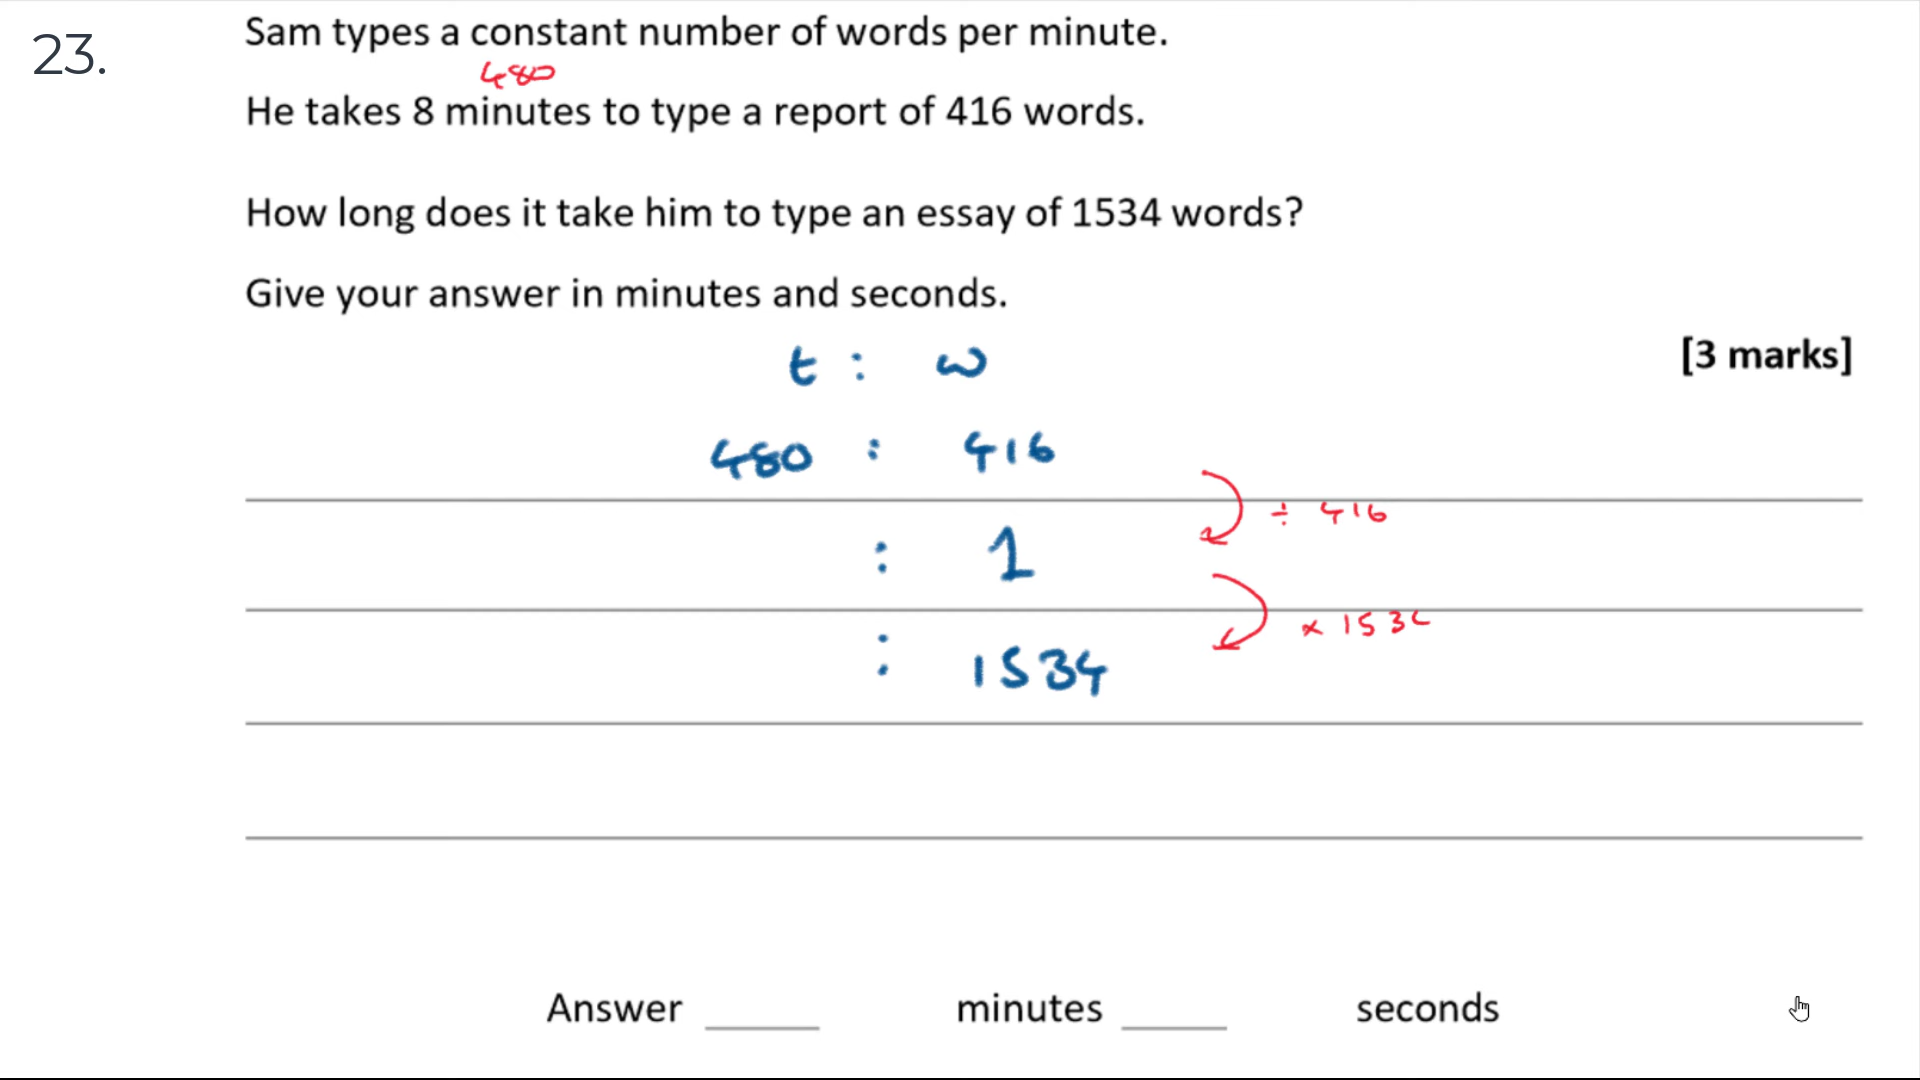 23.
Sam types a constant number of words per minute.
480
He takes 8 minutes to type a report of 416 words.
How long does it take him to type an essay of 1534 words?
Give your answer in minutes and seconds.
[3 marks]
t : w
480 : 416
÷ 416
: 1
× 1534
: 1534
Answer _____ minutes _____ seconds